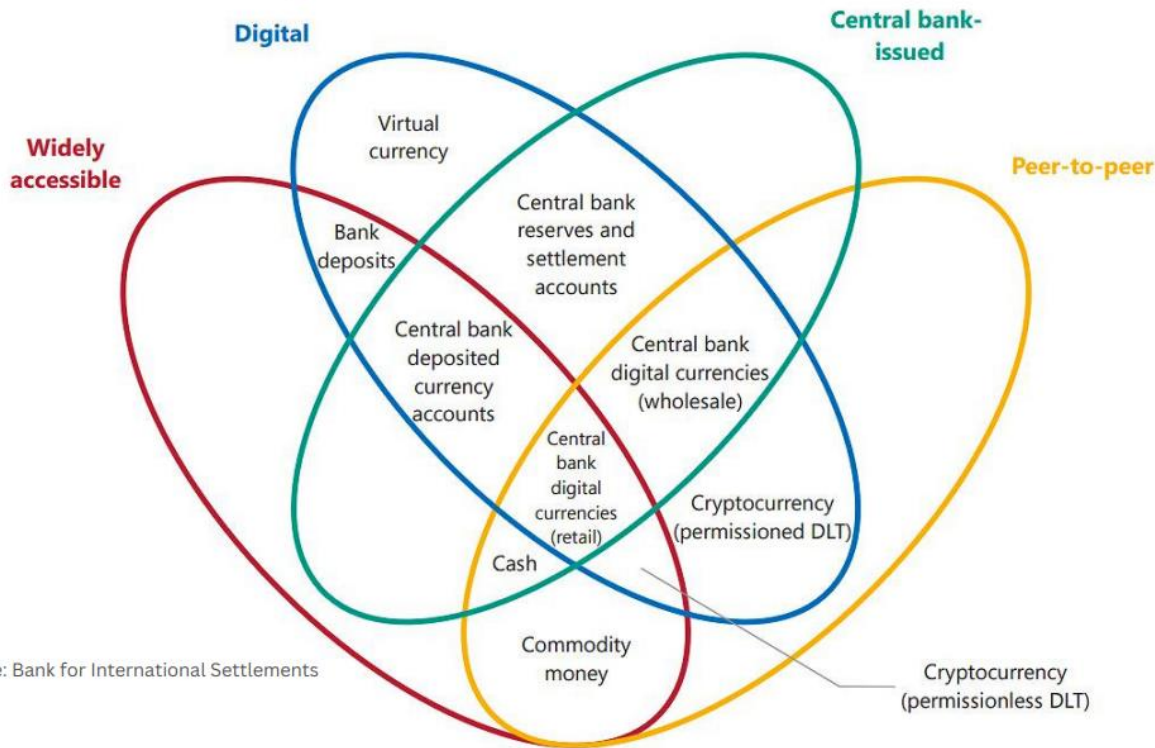 Digital
Central bank-
issued
Widely
accessible
Peer-to-peer
Virtual
currency
Bank
deposits
Central bank
reserves and
settlement
accounts
Central bank
deposited
currency
accounts
Central bank
digital currencies
(wholesale)
Central
bank
digital
currencies
(retail)
Cryptocurrency
(permissioned DLT)
Cash
Commodity
money
e: Bank for International Settlements
Cryptocurrency
(permissionless DLT)